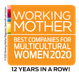 WORKING
MOTHER
BEST COMPANIES FOR
MULTICULTURAL
WOMEN 2020
12 YEARS IN A ROW!